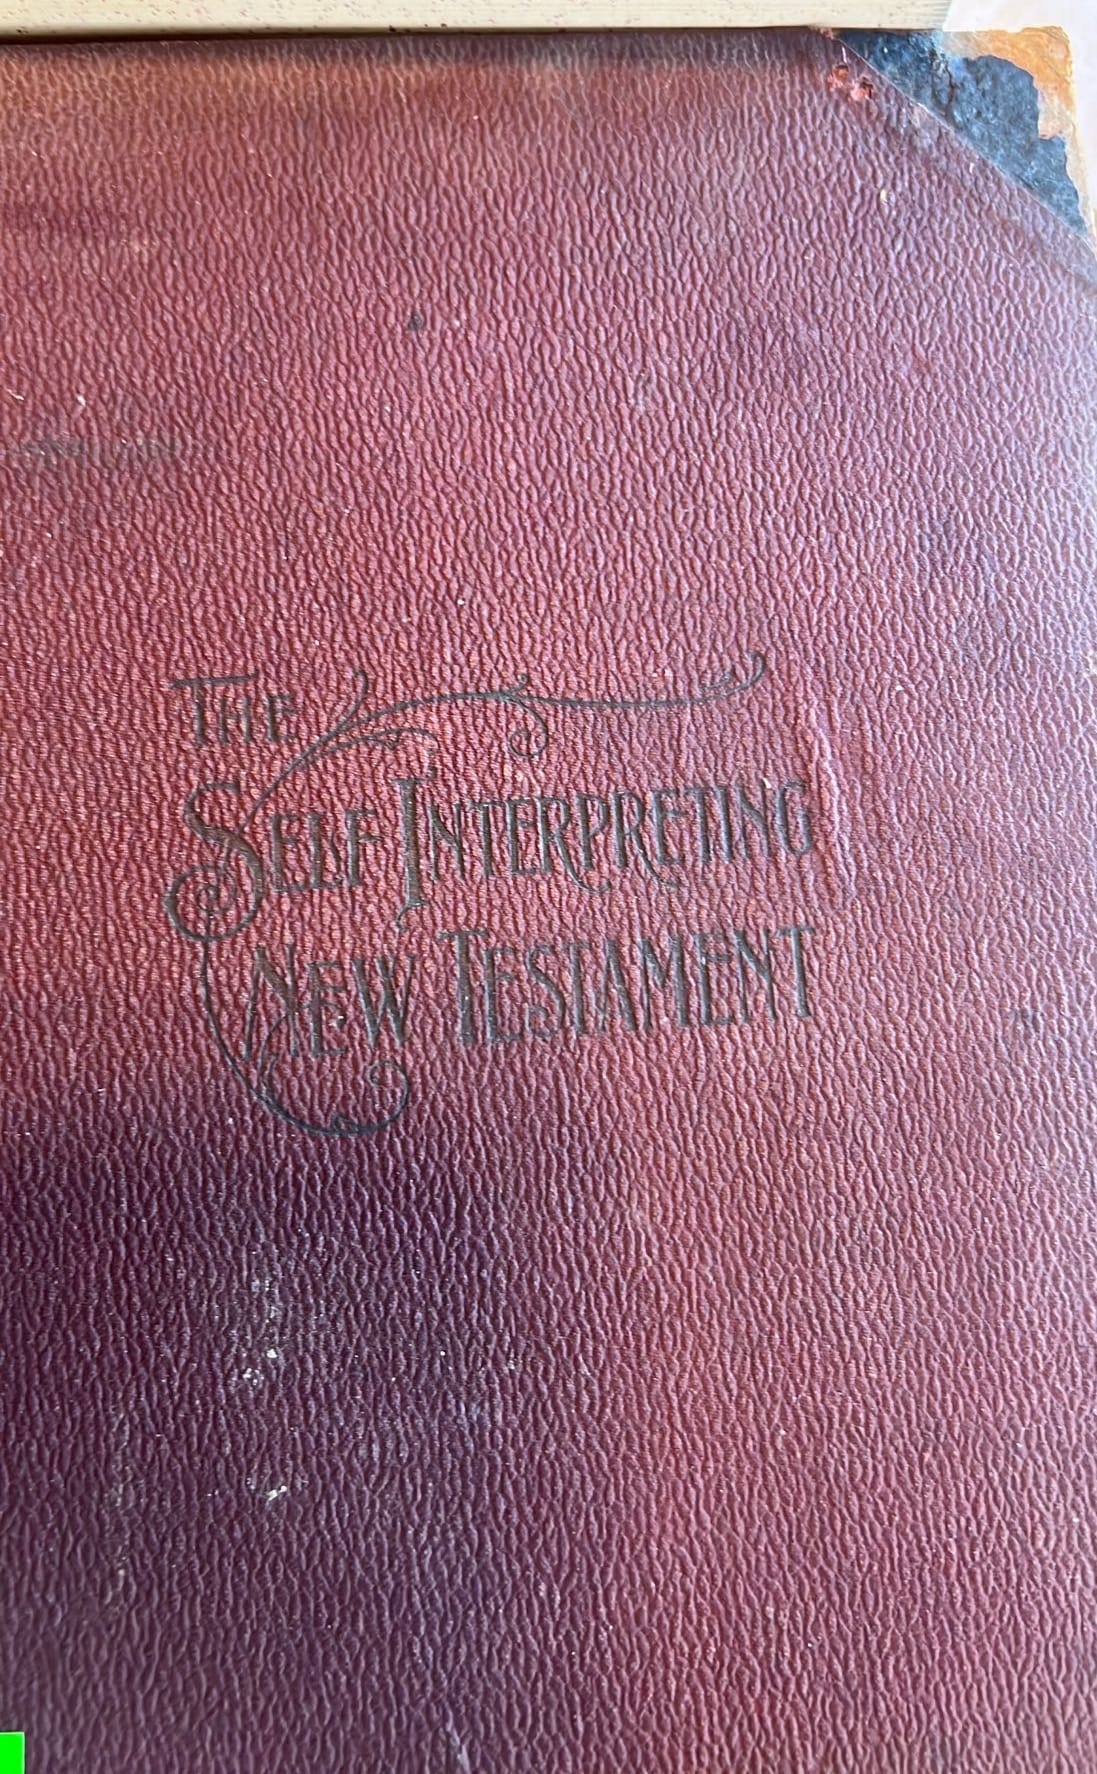 THE
SELF INTERPRETING
NEW TESTAMENT